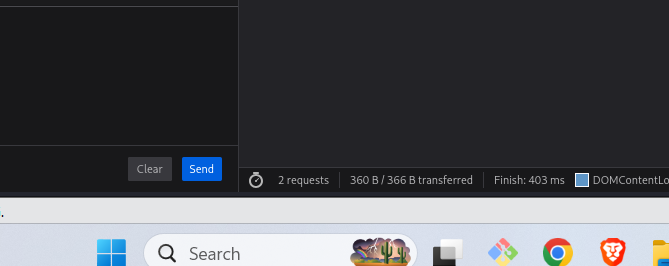 Clear
Send
2 requests
360 B / 366 B transferred
Finish: 403 ms
DOMContentLo
.
Search